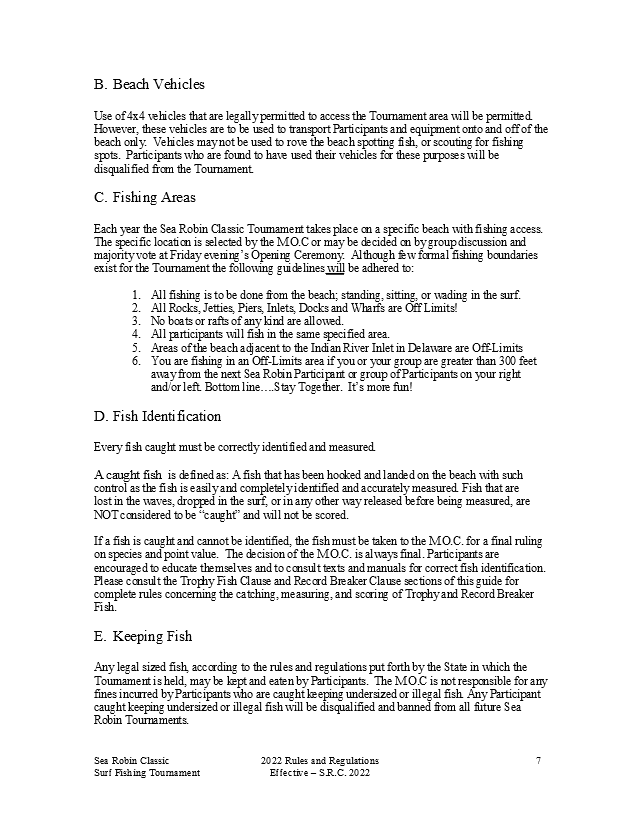 B. Beach Vehicles
Use of 4x4 vehicles that are legally permitted to access the Tournament area will be permitted.
However, these vehicles are to be used to transport Participants and equipment onto and off of the
beach only.  Vehicles may not be used to rove the beach spotting fish, or scouting for fishing
spots.  Participants who are found to have used their vehicles for these purposes will be
disqualified from the Tournament.
C. Fishing Areas
Each year the Sea Robin Classic Tournament takes place on a specific beach with fishing access.
The specific location is selected by the M.O.C or may be decided on by group discussion and
majority vote at Friday evening's Opening Ceremony.  Although few formal fishing boundaries
exist for the Tournament the following guidelines will be adhered to:
1. All fishing is to be done from the beach; standing, sitting, or wading in the surf.
2. All Rocks, Jetties, Piers, Inlets, Docks and Wharfs are Off Limits!
3. No boats or rafts of any kind are allowed.
4. All participants will fish in the same specified area.
5. Areas of the beach adjacent to the Indian River Inlet in Delaware are Off-Limits
6. You are fishing in an Off-Limits area if you or your group are greater than 300 feet
away from the next Sea Robin Participant or group of Participants on your right
and/or left. Bottom line….Stay Together.  It's more fun!
D. Fish Identification
Every fish caught must be correctly identified and measured.
A caught fish  is defined as: A fish that has been hooked and landed on the beach with such
control as the fish is easily and completely identified and accurately measured. Fish that are
lost in the waves, dropped in the surf, or in any other way released before being measured, are
NOT considered to be “caught” and will not be scored.
If a fish is caught and cannot be identified, the fish must be taken to the M.O.C. for a final ruling
on species and point value.  The decision of the M.O.C. is always final. Participants are
encouraged to educate themselves and to consult texts and manuals for correct fish identification.
Please consult the Trophy Fish Clause and Record Breaker Clause sections of this guide for
complete rules concerning the catching, measuring, and scoring of Trophy and Record Breaker
Fish.
E. Keeping Fish
Any legal sized fish, according to the rules and regulations put forth by the State in which the
Tournament is held, may be kept and eaten by Participants.  The M.O.C is not responsible for any
fines incurred by Participants who are caught keeping undersized or illegal fish. Any Participant
caught keeping undersized or illegal fish will be disqualified and banned from all future Sea
Robin Tournaments.
Sea Robin Classic 2022 Rules and Regulations 7
Surf Fishing Tournament Effective – S.R.C. 2022